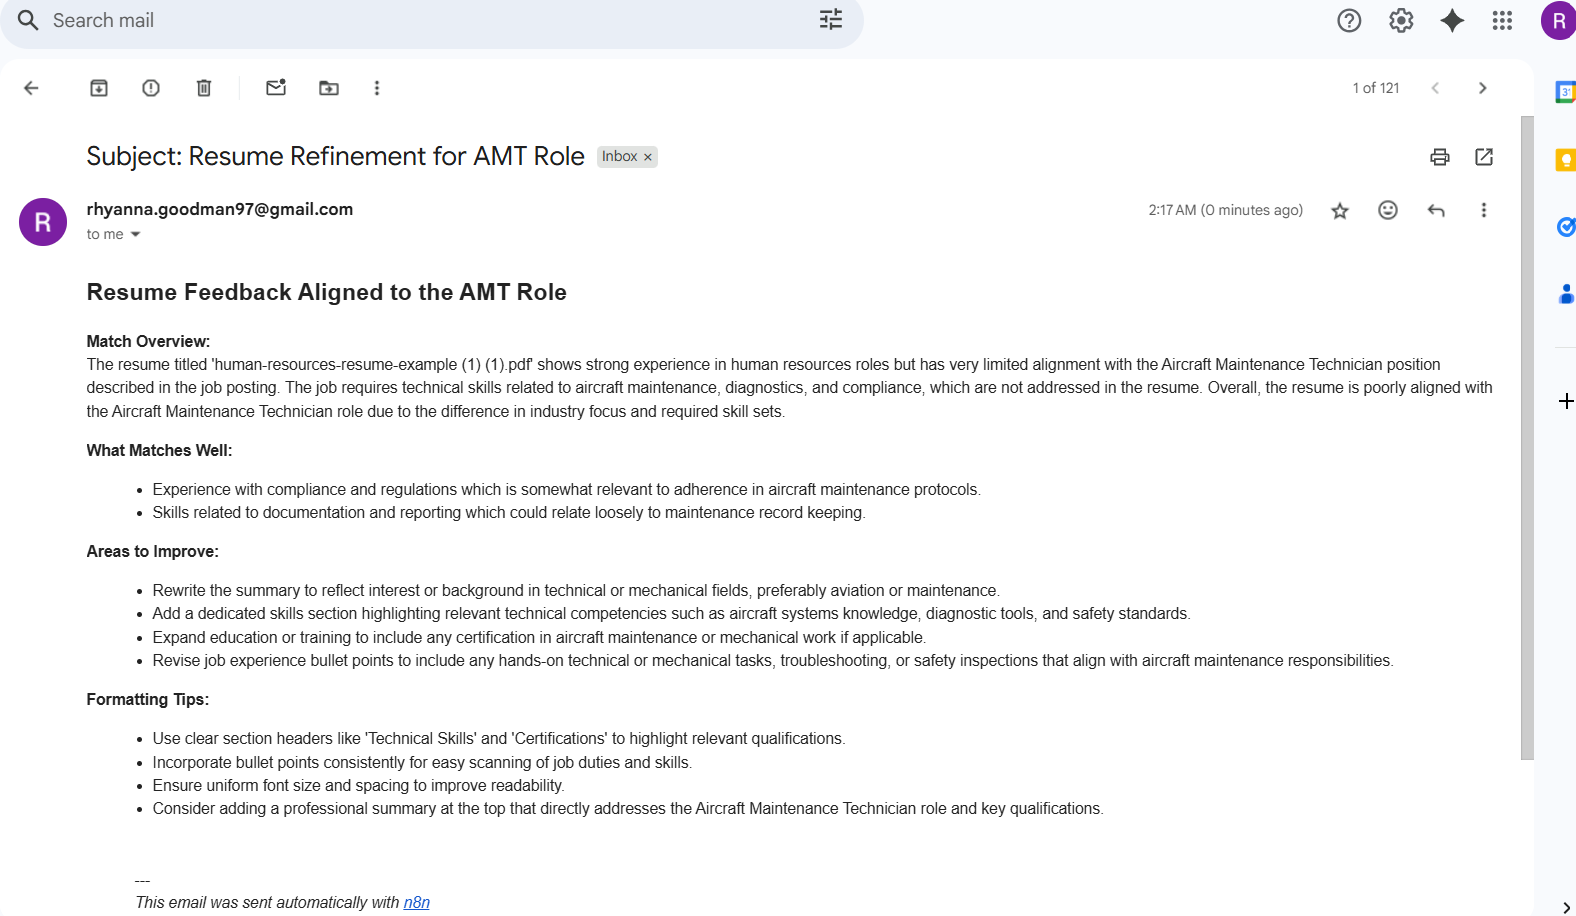 Search mail
R
1 of 121
31
Subject: Resume Refinement for AMT Role
Inbox ×
R
rhyanna.goodman97@gmail.com
2:17 AM (0 minutes ago)
to me
Resume Feedback Aligned to the AMT Role
Match Overview:
The resume titled 'human-resources-resume-example (1) (1).pdf' shows strong experience in human resources roles but has very limited alignment with the Aircraft Maintenance Technician position
described in the job posting. The job requires technical skills related to aircraft maintenance, diagnostics, and compliance, which are not addressed in the resume. Overall, the resume is poorly aligned with
the Aircraft Maintenance Technician role due to the difference in industry focus and required skill sets.
What Matches Well:
• Experience with compliance and regulations which is somewhat relevant to adherence in aircraft maintenance protocols.
• Skills related to documentation and reporting which could relate loosely to maintenance record keeping.
Areas to Improve:
• Rewrite the summary to reflect interest or background in technical or mechanical fields, preferably aviation or maintenance.
• Add a dedicated skills section highlighting relevant technical competencies such as aircraft systems knowledge, diagnostic tools, and safety standards.
• Expand education or training to include any certification in aircraft maintenance or mechanical work if applicable.
• Revise job experience bullet points to include any hands-on technical or mechanical tasks, troubleshooting, or safety inspections that align with aircraft maintenance responsibilities.
Formatting Tips:
• Use clear section headers like 'Technical Skills' and 'Certifications' to highlight relevant qualifications.
• Incorporate bullet points consistently for easy scanning of job duties and skills.
• Ensure uniform font size and spacing to improve readability.
• Consider adding a professional summary at the top that directly addresses the Aircraft Maintenance Technician role and key qualifications.
---
This email was sent automatically with n8n